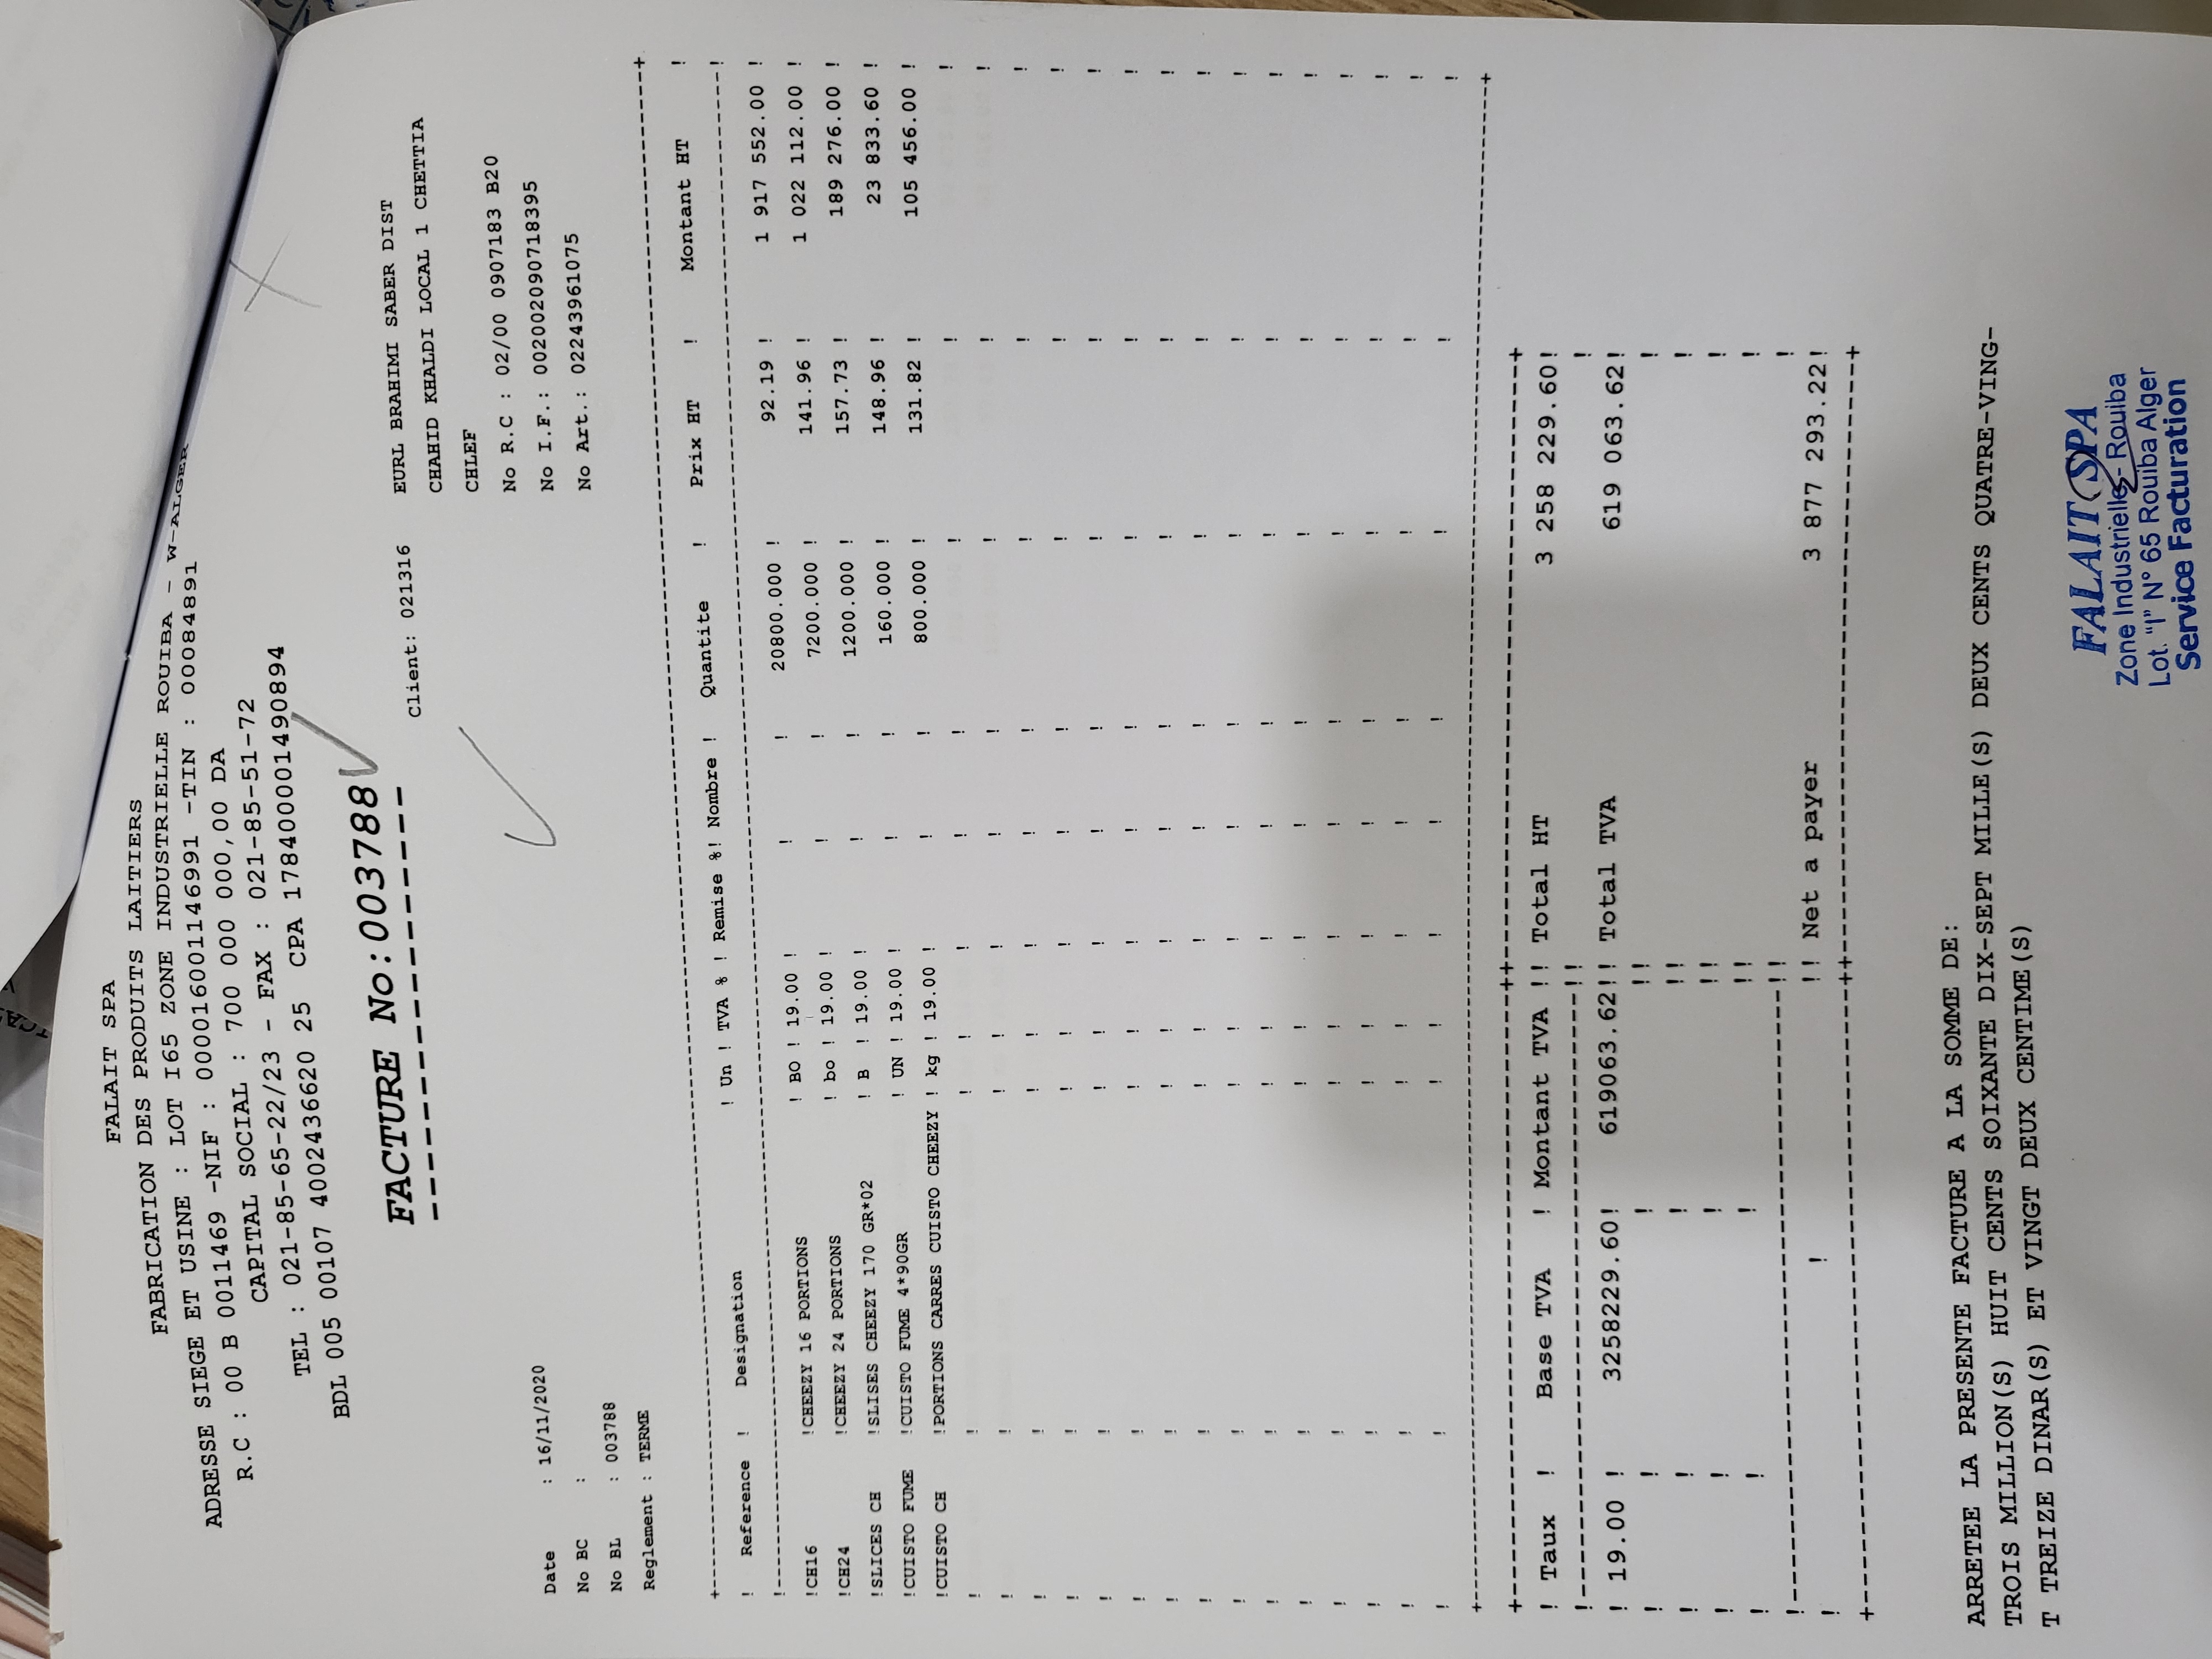 FALAIT SPA
FABRICATION DES PRODUITS LAITIERS
ADRESSE SIEGE ET USINE : LOT I65 ZONE INDUSTRIELLE ROUIBA - W-ALGER
R.C : 00 B 0011469 -NIF : 000016001146991 -TIN : 00084891
CAPITAL SOCIAL : 700 000 000,00 DA
TEL : 021-85-65-22/23 - FAX : 021-85-51-72
BDL 005 00107 4002436620 25 CPA 178400001490894
FACTURE No:003788
Client: 021316
EURL BRAHIMI SABER DIST
CHAHID KHALDI LOCAL 1 CHETTIA
CHLEF
No R.C : 02/00 0907183 B20
No I.F.: 002002090718395
No Art.: 02243961075
Date : 16/11/2020
No BC :
No BL : 003788
Reglement : TERME
! Reference ! Designation ! Un ! TVA % ! Remise %! Nombre ! Quantite ! Prix HT ! Montant HT !
!CH16 !CHEEZY 16 PORTIONS ! BO ! 19.00 ! ! ! 20800.000 ! 92.19 ! 1 917 552.00 !
!CH24 !CHEEZY 24 PORTIONS ! bo ! 19.00 ! ! ! 7200.000 ! 141.96 ! 1 022 112.00 !
!SLICES CH !SLISES CHEEZY 170 GR*02 ! B ! 19.00 ! ! ! 1200.000 ! 157.73 ! 189 276.00 !
!CUISTO FUME !CUISTO FUME 4*90GR ! UN ! 19.00 ! ! ! 160.000 ! 148.96 ! 23 833.60 !
!CUISTO CH !PORTIONS CARRES CUISTO CHEEZY ! kg ! 19.00 ! ! ! 800.000 ! 131.82 ! 105 456.00 !
! Taux ! Base TVA ! Montant TVA !! Total HT 3 258 229.60!
! 19.00 ! 3258229.60! 619063.62!! Total TVA 619 063.62!
! ! !! Net a payer 3 877 293.22!
ARRETEE LA PRESENTE FACTURE A LA SOMME DE:
TROIS MILLION(S) HUIT CENTS SOIXANTE DIX-SEPT MILLE(S) DEUX CENTS QUATRE-VING-
T TREIZE DINAR(S) ET VINGT DEUX CENTIME(S)
FALAIT SPA
Zone Industrielle - Rouiba
Lot. "I" N° 65 Rouiba Alger
Service Facturation